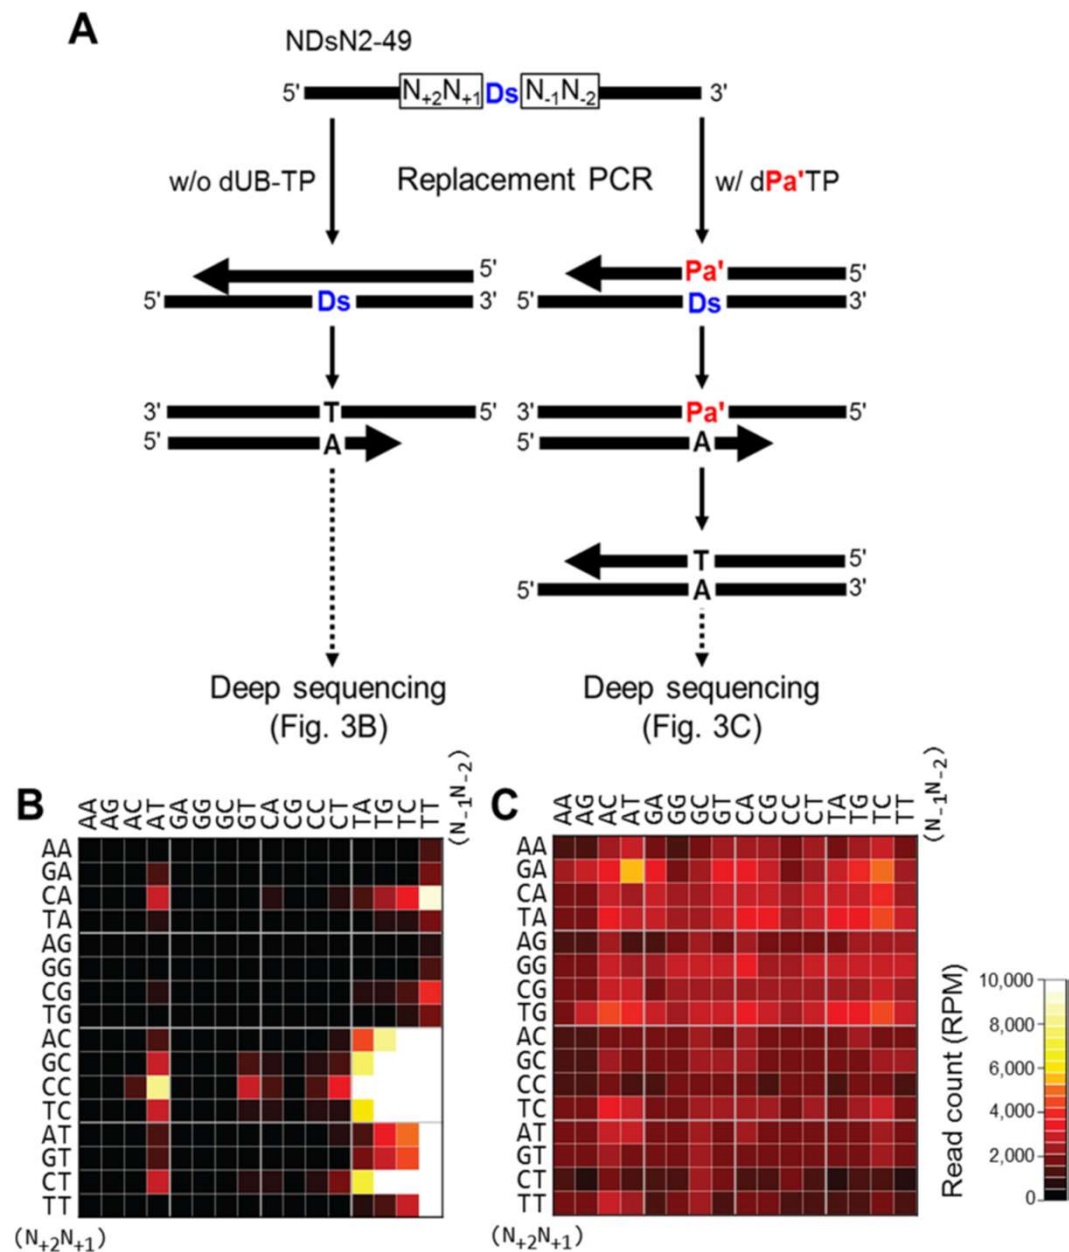 A
NDsN2-49
5' N+2N+1 Ds N-1N-2 3'
w/o dUB-TP Replacement PCR w/ dPa'TP
5' Pa' 5'
5' Ds 3' 5' Ds 3'
3' T 5' 3' Pa' 5'
5' A 5' A
T 5'
5' A 3'
Deep sequencing Deep sequencing
(Fig. 3B) (Fig. 3C)
B
AA AG AC AT GA GG GC GT CA CG CC CT TA TG TC TT (N-1N-2)
AA
GA
CA
TA
AG
GG
CG
TG
AC
GC
CC
TC
AT
GT
CT
TT
(N+2N+1)
C
AA AG AC AT GA GG GC GT CA CG CC CT TA TG TC TT (N-1N-2)
AA
GA
CA
TA
AG
GG
CG
TG
AC
GC
CC
TC
AT
GT
CT
TT
(N+2N+1)
Read count (RPM)
10,000
8,000
6,000
4,000
2,000
0